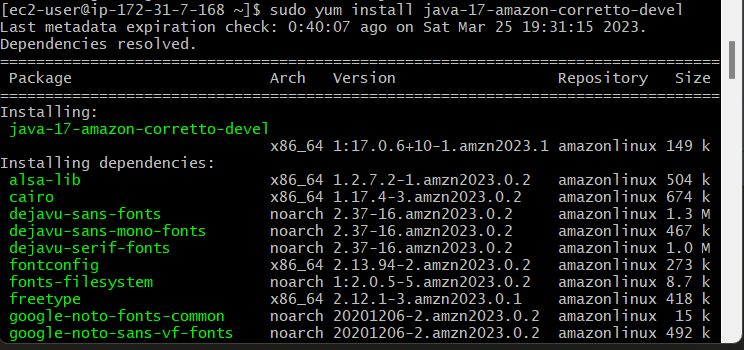 [ec2-user@ip-172-31-7-168 ~]$ sudo yum install java-17-amazon-corretto-devel
Last metadata expiration check: 0:40:07 ago on Sat Mar 25 19:31:15 2023.
Dependencies resolved.
================================================================================
Package Arch Version Repository Size
================================================================================
Installing:
java-17-amazon-corretto-devel
x86_64 1:17.0.6+10-1.amzn2023.1 amazonlinux 149 k
Installing dependencies:
alsa-lib x86_64 1.2.7.2-1.amzn2023.0.2 amazonlinux 504 k
cairo x86_64 1.17.4-3.amzn2023.0.2 amazonlinux 674 k
dejavu-sans-fonts noarch 2.37-16.amzn2023.0.2 amazonlinux 1.3 M
dejavu-sans-mono-fonts noarch 2.37-16.amzn2023.0.2 amazonlinux 467 k
dejavu-serif-fonts noarch 2.37-16.amzn2023.0.2 amazonlinux 1.0 M
fontconfig x86_64 2.13.94-2.amzn2023.0.2 amazonlinux 273 k
fonts-filesystem noarch 1:2.0.5-5.amzn2023.0.2 amazonlinux 8.7 k
freetype x86_64 2.12.1-3.amzn2023.0.1 amazonlinux 418 k
google-noto-fonts-common noarch 20201206-2.amzn2023.0.2 amazonlinux 15 k
google-noto-sans-vf-fonts noarch 20201206-2.amzn2023.0.2 amazonlinux 492 k